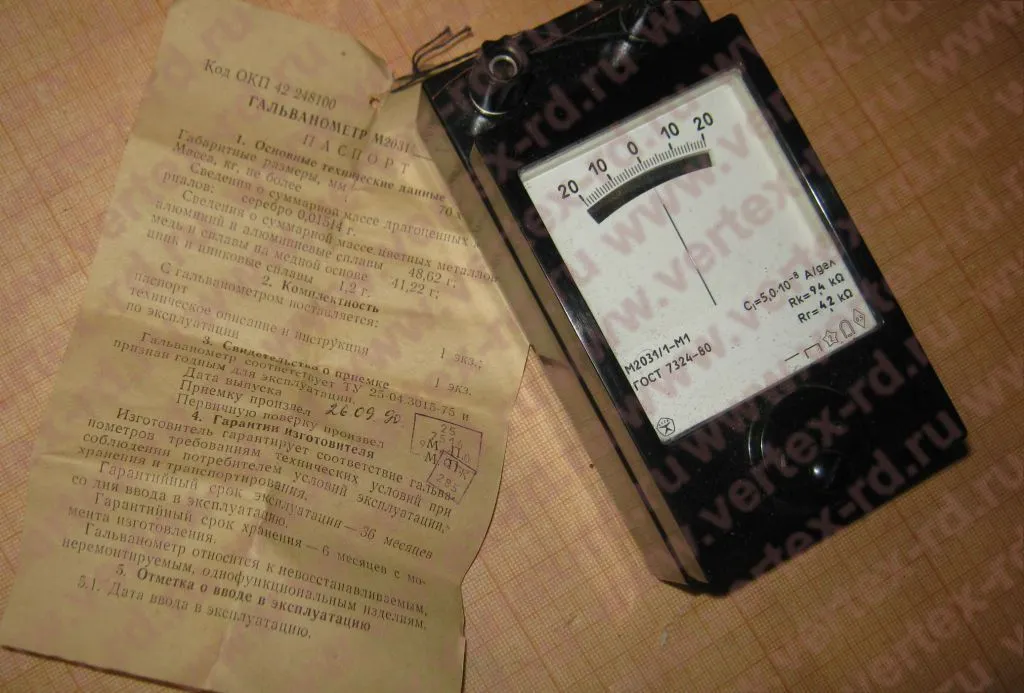 Код ОКП 42 248100
ГАЛЬВАНОМЕТР М2031
ПАСПОРТ
1. Основные технические данные
Габаритные размеры, мм 70
Масса, кг, не более
Сведения о суммарной массе драгоценных
риалов:
серебро 0,01514 г.
Сведения о суммарной массе цветных металлов
алюминий и алюминиевые сплавы 48,62 г;
медь и сплавы на медной основе 41,22 г;
цинк и цинковые сплавы 1,2 г.
2. Комплектность
С гальванометром поставляется:
паспорт 1 экз.;
техническое описание и инструкция
по эксплуатации 1 экз.
3. Свидетельство о приемке
Гальванометр соответствует ТУ 25-04.3015-75 и
признан годным для эксплуатации.
Дата выпуска 26.09.90
Приемку произвел
Первичную поверку произвел
4. Гарантии изготовителя
Изготовитель гарантирует соответствие гальва-
нометров требованиям технических условий при
соблюдении потребителем условий эксплуатации,
хранения и транспортирования.
Гарантийный срок эксплуатации — 36 месяцев
со дня ввода в эксплуатацию.
Гарантийный срок хранения — 6 месяцев с мо-
мента изготовления.
Гальванометр относится к невосстанавливаемым,
неремонтируемым, однофункциональным изделиям.
5. Отметка о вводе в эксплуатацию
5.1. Дата ввода в эксплуатацию,
20 10 0 10 20
C₁=5,0·10⁻⁸ А/дел
Rк=94 kΩ
Rг=4,2 kΩ
М2031/1-М1
ГОСТ 7324-80
www.vertex-rd.ru